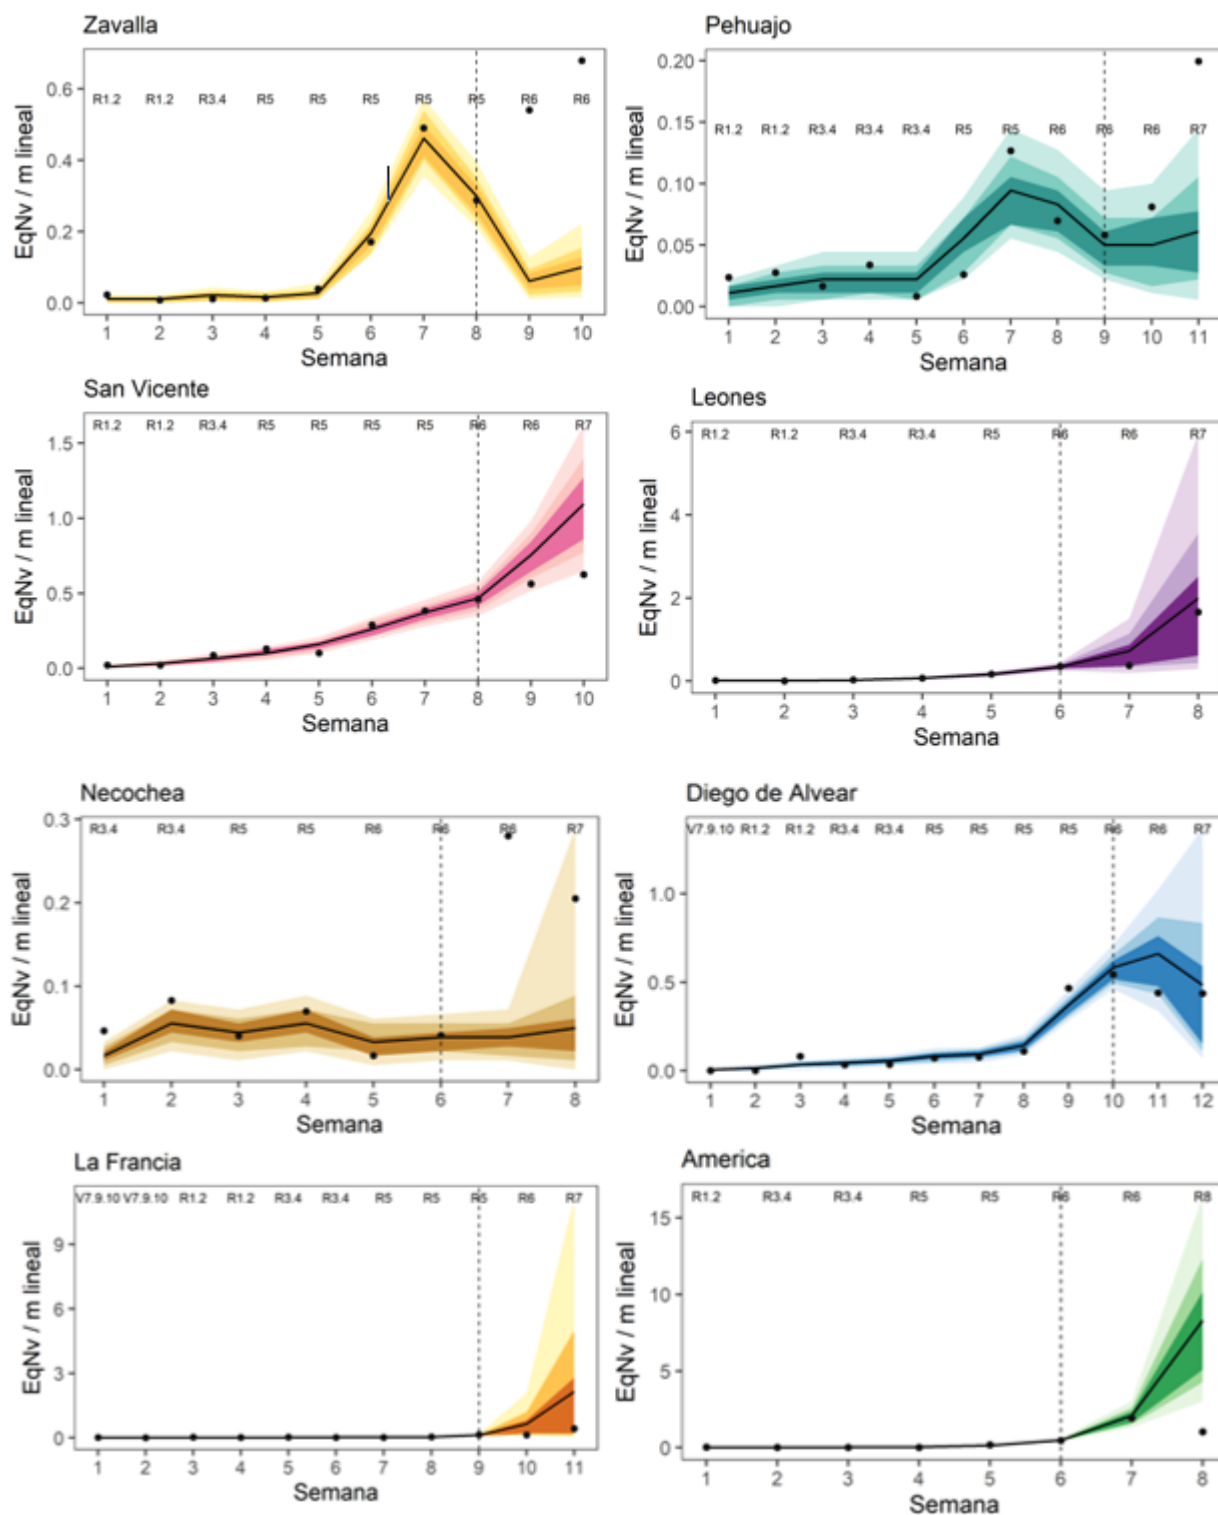 Zavalla
EqNv / m lineal
0.6
0.4
0.2
0.0
R1.2 R1.2 R3.4 R5 R5 R5 R5 R5 R6 R6
1 2 3 4 5 6 7 8 9 10
Semana
Pehuajo
EqNv / m lineal
0.20
0.15
0.10
0.05
0.00
R1.2 R1.2 R3.4 R3.4 R3.4 R5 R5 R6 R6 R6 R7
1 2 3 4 5 6 7 8 9 10 11
Semana
San Vicente
EqNv / m lineal
1.5
1.0
0.5
0.0
R1.2 R1.2 R3.4 R5 R5 R5 R5 R6 R6 R7
1 2 3 4 5 6 7 8 9 10
Semana
Leones
EqNv / m lineal
6
4
2
0
R1.2 R1.2 R3.4 R3.4 R5 R6 R6 R7
1 2 3 4 5 6 7 8
Semana
Necochea
EqNv / m lineal
0.3
0.2
0.1
0.0
R3.4 R3.4 R5 R5 R6 R6 R6 R7
1 2 3 4 5 6 7 8
Semana
Diego de Alvear
EqNv / m lineal
1.0
0.5
0.0
V7.9.10 R1.2 R1.2 R3.4 R3.4 R5 R5 R5 R5 R6 R6 R7
1 2 3 4 5 6 7 8 9 10 11 12
Semana
La Francia
EqNv / m lineal
9
6
3
0
V7.9.10 V7.9.10 R1.2 R1.2 R3.4 R3.4 R5 R5 R5 R6 R7
1 2 3 4 5 6 7 8 9 10 11
Semana
America
EqNv / m lineal
15
10
5
0
R1.2 R3.4 R3.4 R5 R5 R6 R6 R8
1 2 3 4 5 6 7 8
Semana